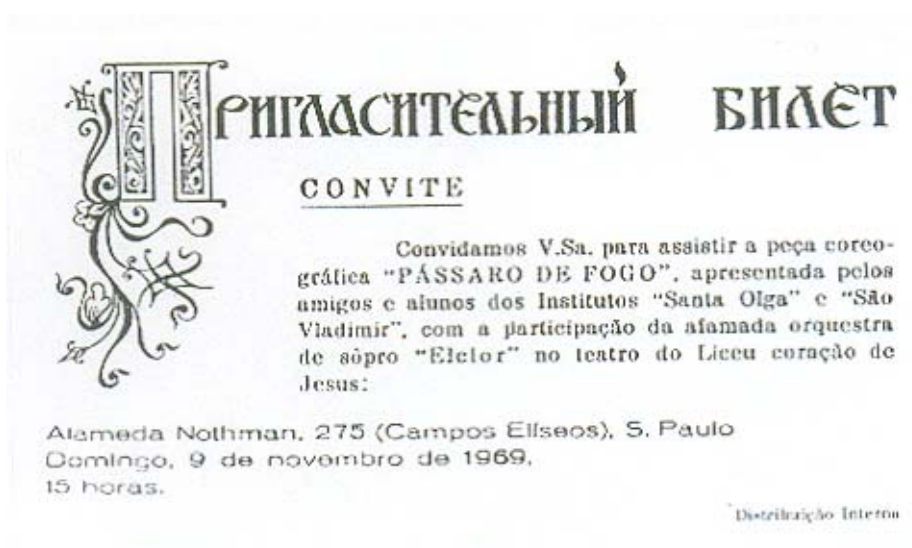 Пригласительный билет
CONVITE
Convidamos V.Sa. para assistir a peça coreo-
gráfica "PÁSSARO DE FOGO", apresentada pelos
amigos e alunos dos Institutos "Santa Olga" e "São
Vladimir", com a participação da afamada orquestra
de sôpro "Elclor" no teatro do Liceu coração de
Jesus:
Alameda Nothman, 275 (Campos Elíseos), S. Paulo
Domingo, 9 de novembro de 1969,
15 horas.
Distribuição Interna